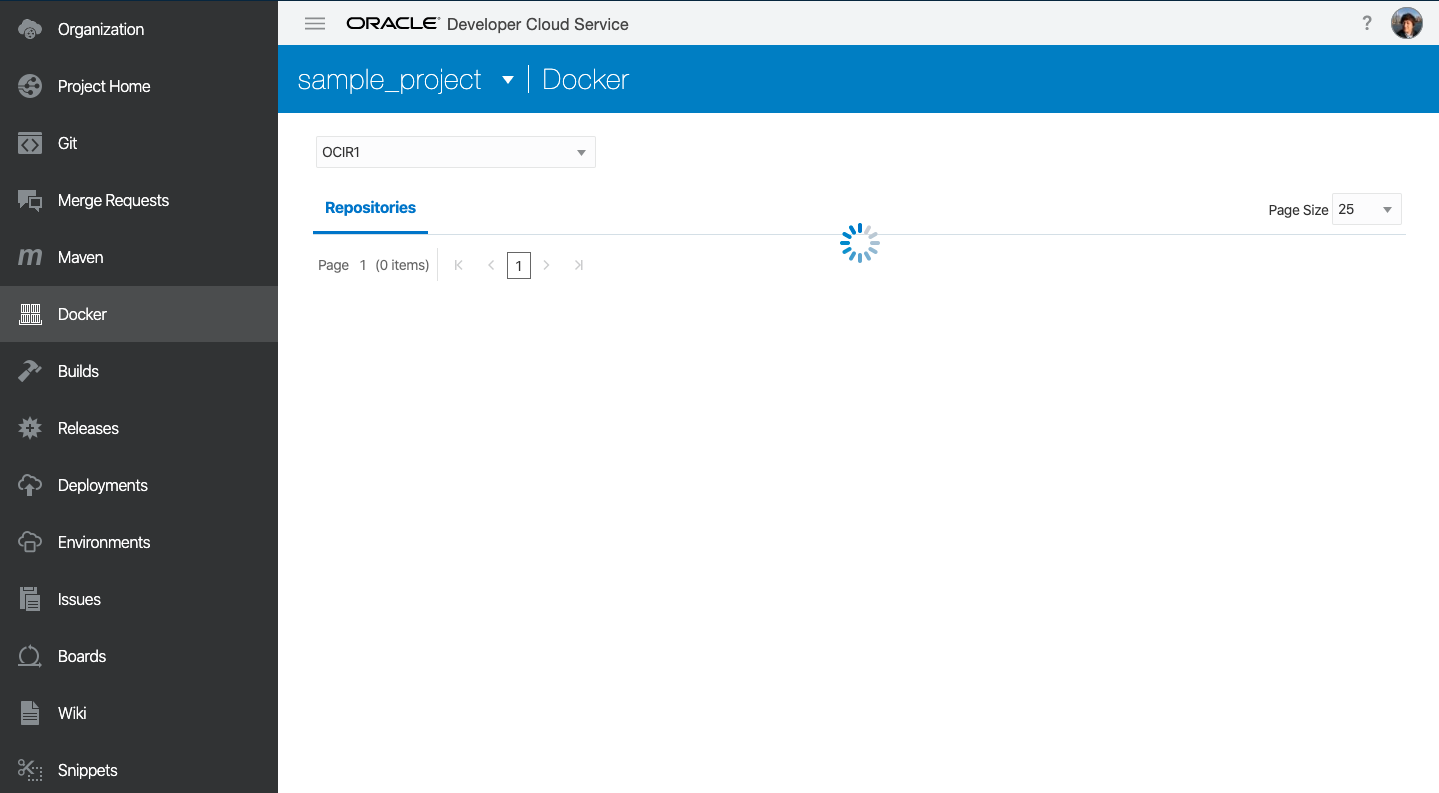 Organization
Project Home
Git
Merge Requests
m Maven
Docker
Builds
Releases
Deployments
Environments
Issues
Boards
Wiki
Snippets
ORACLE® Developer Cloud Service ?
sample_project | Docker
OCIR1
Repositories
Page Size 25
Page 1 (0 items) 1